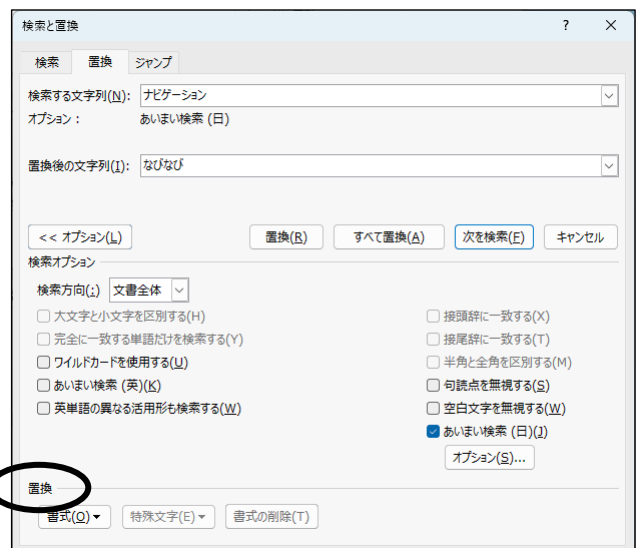 検索と置換 ? ×
検索 置換 ジャンプ
検索する文字列(N): ナビゲーション
オプション： あいまい検索 (日)
置換後の文字列(I): なびなび
<< オプション(L) 置換(R) すべて置換(A) 次を検索(F) キャンセル
検索オプション
検索方向(:) 文書全体
大文字と小文字を区別する(H) 接頭辞に一致する(X)
完全に一致する単語だけを検索する(Y) 接尾辞に一致する(T)
ワイルドカードを使用する(U) 半角と全角を区別する(M)
あいまい検索 (英)(K) 句読点を無視する(S)
英単語の異なる活用形も検索する(W) 空白文字を無視する(W)
あいまい検索 (日)(J)
オプション(S)...
置換
書式(O) 特殊文字(E) 書式の削除(T)